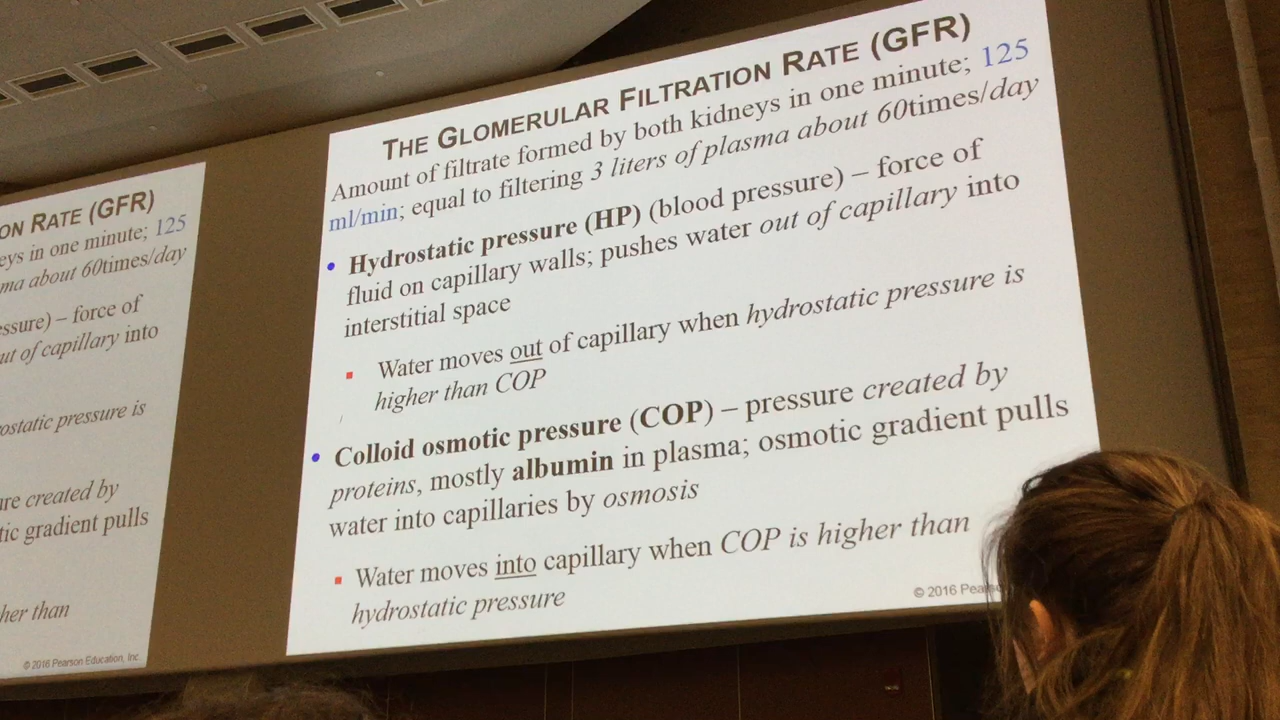 ON RATE (GFR)
eys in one minute; 125
ma about 60times/day
essure) – force of
ut of capillary into
ostatic pressure is
re created by
tic gradient pulls
her than
© 2016 Pearson Education, Inc.
THE GLOMERULAR FILTRATION RATE (GFR)
Amount of filtrate formed by both kidneys in one minute; 125
ml/min; equal to filtering 3 liters of plasma about 60times/day
• Hydrostatic pressure (HP) (blood pressure) – force of
fluid on capillary walls; pushes water out of capillary into
interstitial space
▪ Water moves out of capillary when hydrostatic pressure is
higher than COP
• Colloid osmotic pressure (COP) – pressure created by
proteins, mostly albumin in plasma; osmotic gradient pulls
water into capillaries by osmosis
▪ Water moves into capillary when COP is higher than
hydrostatic pressure
© 2016 Pear